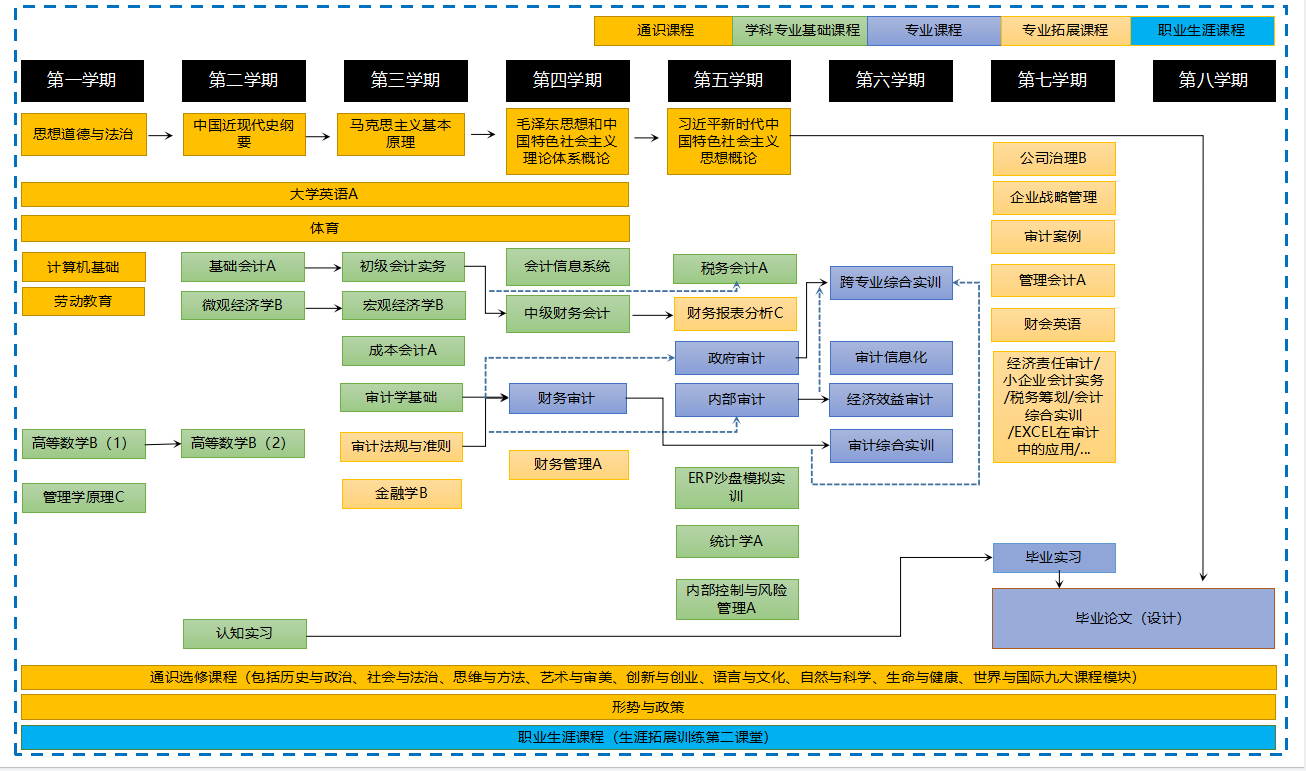 通识课程
学科专业基础课程
专业课程
专业拓展课程
职业生涯课程
第一学期
第二学期
第三学期
第四学期
第五学期
第六学期
第七学期
第八学期
思想道德与法治
中国近现代史纲
要
马克思主义基本
原理
毛泽东思想和中
国特色社会主义
理论体系概论
习近平新时代中
国特色社会主义
思想概论
公司治理B
大学英语A
企业战略管理
体育
审计案例
计算机基础
基础会计A
初级会计实务
会计信息系统
税务会计A
跨专业综合实训
管理会计A
劳动教育
微观经济学B
宏观经济学B
中级财务会计
财务报表分析C
财会英语
成本会计A
政府审计
审计信息化
经济责任审计/
小企业会计实务
/税务筹划/会计
综合实训
/EXCEL在审计
中的应用/...
审计学基础
财务审计
内部审计
经济效益审计
高等数学B（1）
高等数学B（2）
审计法规与准则
审计综合实训
财务管理A
管理学原理C
金融学B
ERP沙盘模拟实
训
统计学A
毕业实习
内部控制与风险
管理A
毕业论文（设计）
认知实习
通识选修课程（包括历史与政治、社会与法治、思维与方法、艺术与审美、创新与创业、语言与文化、自然与科学、生命与健康、世界与国际九大课程模块）
形势与政策
职业生涯课程（生涯拓展训练第二课堂）